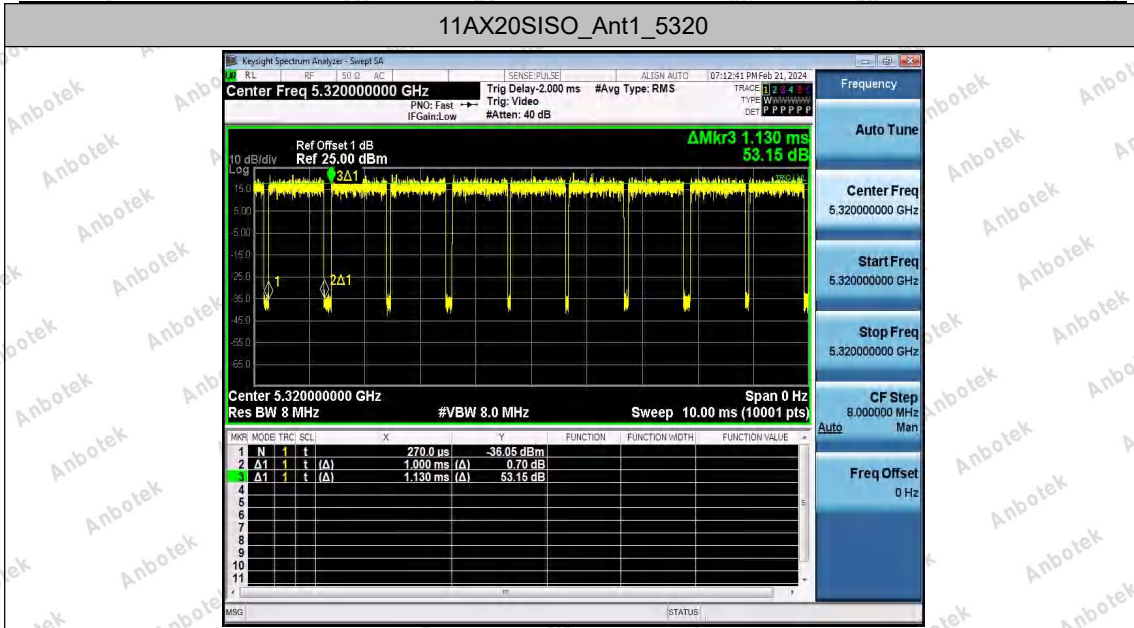 11AX20SISO_Ant1_5320
Keysight Spectrum Analyzer - Swept SA
RL RF 50 Ω AC SENSE:PULSE ALIGN AUTO 07:12:41 PM Feb 21, 2024
Center Freq 5.320000000 GHz
PNO: Fast
IFGain:Low
Trig Delay-2.000 ms
Trig: Video
#Atten: 40 dB
#Avg Type: RMS
TRACE 1 2 3 4 5 6
TYPE WWWWWW
DET P P P P P P
Ref Offset 1 dB
Ref 25.00 dBm
10 dB/div
Log
ΔMkr3 1.130 ms
53.15 dB
15.0
5.00
-5.00
-15.0
-25.0
-35.0
-45.0
-55.0
-65.0
3Δ1
1
2Δ1
Center 5.320000000 GHz Span 0 Hz
Res BW 8 MHz #VBW 8.0 MHz Sweep 10.00 ms (10001 pts)
MKR MODE TRC SCL X Y FUNCTION FUNCTION WIDTH FUNCTION VALUE
1 N 1 t 270.0 µs -36.05 dBm
2 Δ1 1 t (Δ) 1.000 ms (Δ) 0.70 dB
3 Δ1 1 t (Δ) 1.130 ms (Δ) 53.15 dB
4
5
6
7
8
9
10
11
MSG STATUS
Frequency
Auto Tune
Center Freq
5.320000000 GHz
Start Freq
5.320000000 GHz
Stop Freq
5.320000000 GHz
CF Step
8.000000 MHz
Auto Man
Freq Offset
0 Hz
Anbotek